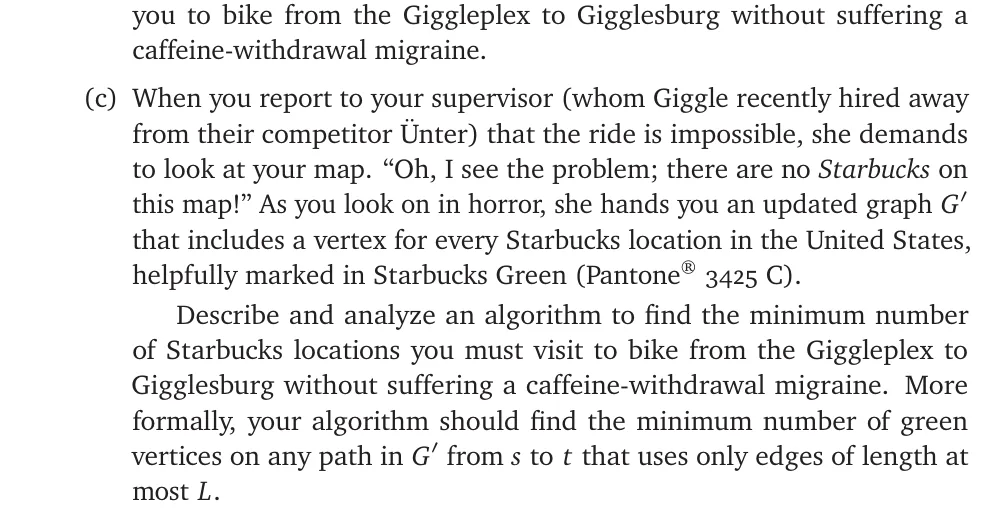 you to bike from the Giggleplex to Gigglesburg without suffering a
caffeine-withdrawal migraine.
(c) When you report to your supervisor (whom Giggle recently hired away
from their competitor Ünter) that the ride is impossible, she demands
to look at your map. “Oh, I see the problem; there are no Starbucks on
this map!” As you look on in horror, she hands you an updated graph G′
that includes a vertex for every Starbucks location in the United States,
helpfully marked in Starbucks Green (Pantone® 3425 C).
Describe and analyze an algorithm to find the minimum number
of Starbucks locations you must visit to bike from the Giggleplex to
Gigglesburg without suffering a caffeine-withdrawal migraine. More
formally, your algorithm should find the minimum number of green
vertices on any path in G′ from s to t that uses only edges of length at
most L.